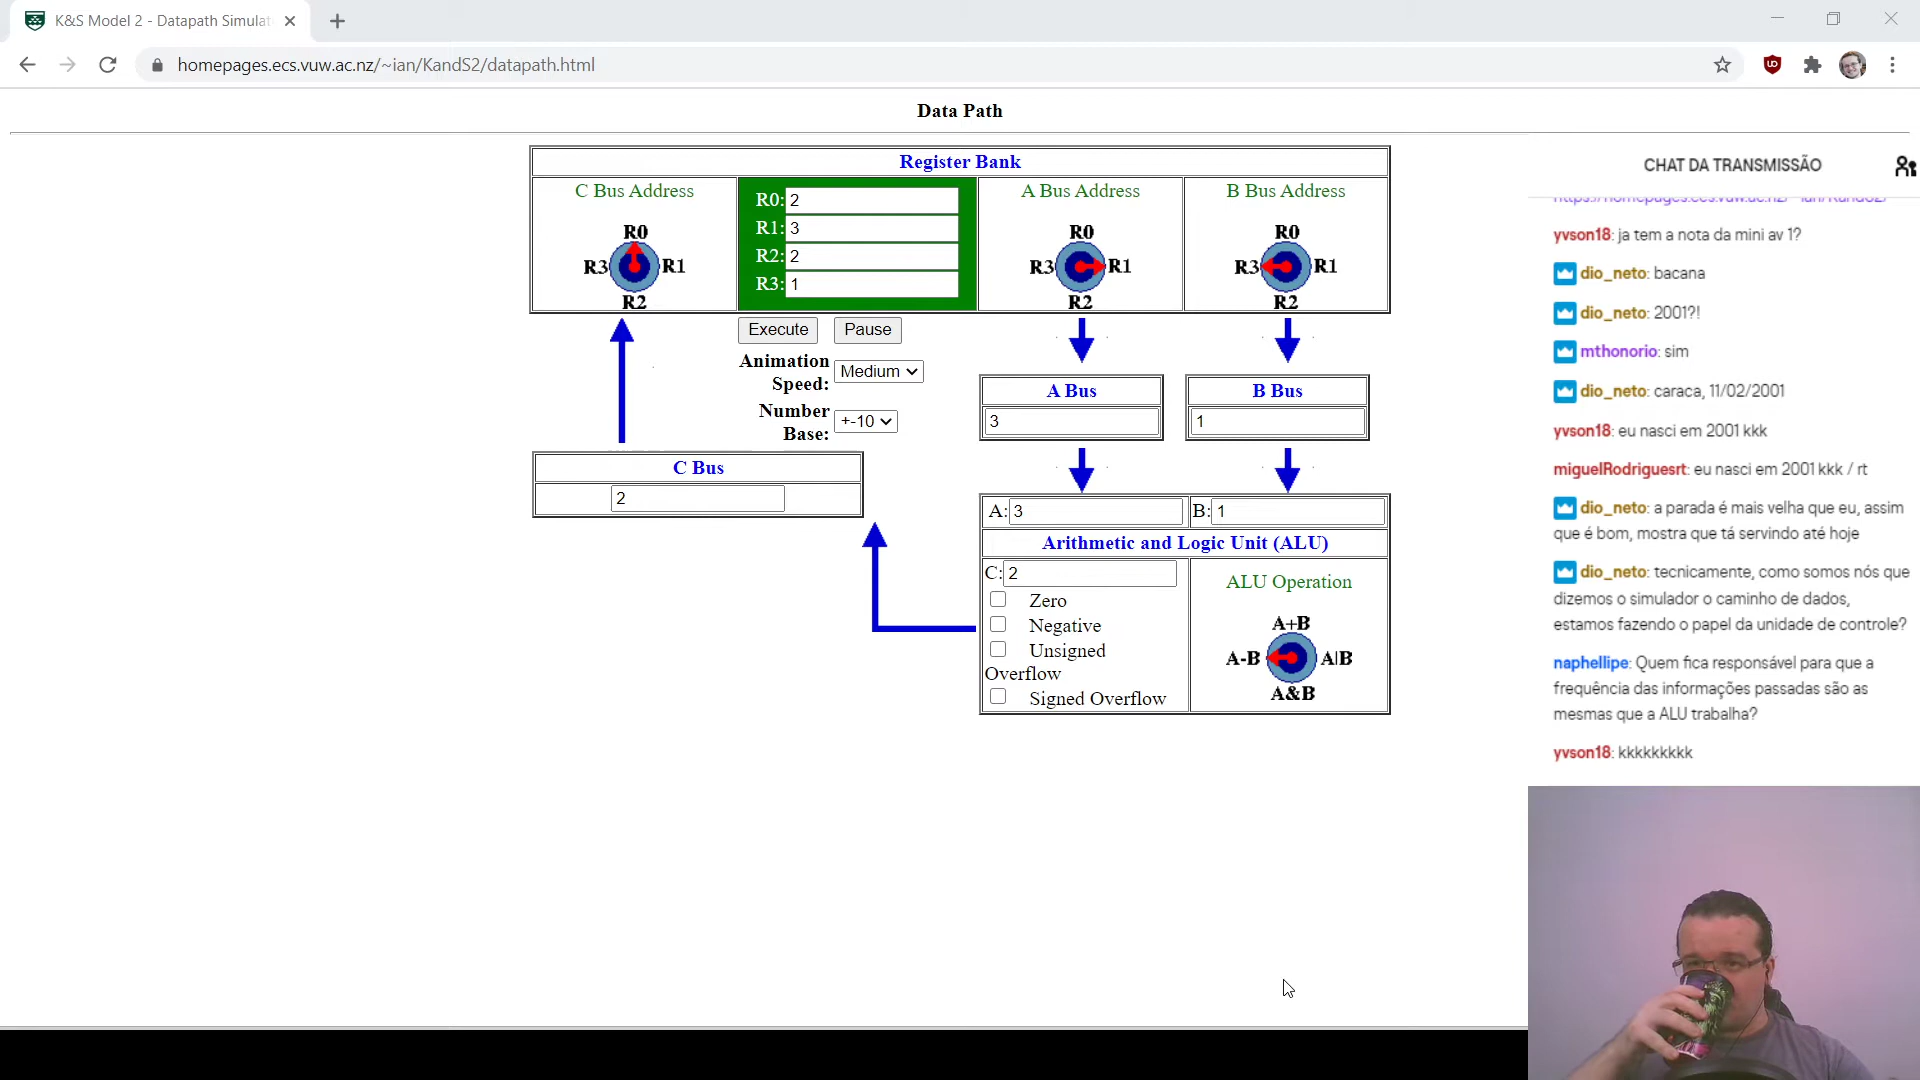 K&S Model 2 - Datapath Simulat
homepages.ecs.vuw.ac.nz/~ian/KandS2/datapath.html
Data Path
Register Bank
C Bus Address
R0
R3 R1
R2
R0: 2
R1: 3
R2: 2
R3: 1
A Bus Address
R0
R3 R1
R2
B Bus Address
R0
R3 R1
R2
Execute Pause
Animation
Speed: Medium
Number
Base: +-10
A Bus
3
B Bus
1
C Bus
2
A: 3 B: 1
Arithmetic and Logic Unit (ALU)
C: 2
Zero
Negative
Unsigned
Overflow
Signed Overflow
ALU Operation
A+B
A-B A|B
A&B
CHAT DA TRANSMISSÃO
https://homepages.ecs.vuw.ac.nz/~ian/KandS2/
yvson18: ja tem a nota da mini av 1?
dio_neto: bacana
dio_neto: 2001?!
mthonorio: sim
dio_neto: caraca, 11/02/2001
yvson18: eu nasci em 2001 kkk
miguelRodriguesrt: eu nasci em 2001 kkk / rt
dio_neto: a parada é mais velha que eu, assim
que é bom, mostra que tá servindo até hoje
dio_neto: tecnicamente, como somos nós que
dizemos o simulador o caminho de dados,
estamos fazendo o papel da unidade de controle?
naphellipe: Quem fica responsável para que a
frequência das informações passadas são as
mesmas que a ALU trabalha?
yvson18: kkkkkkkkk